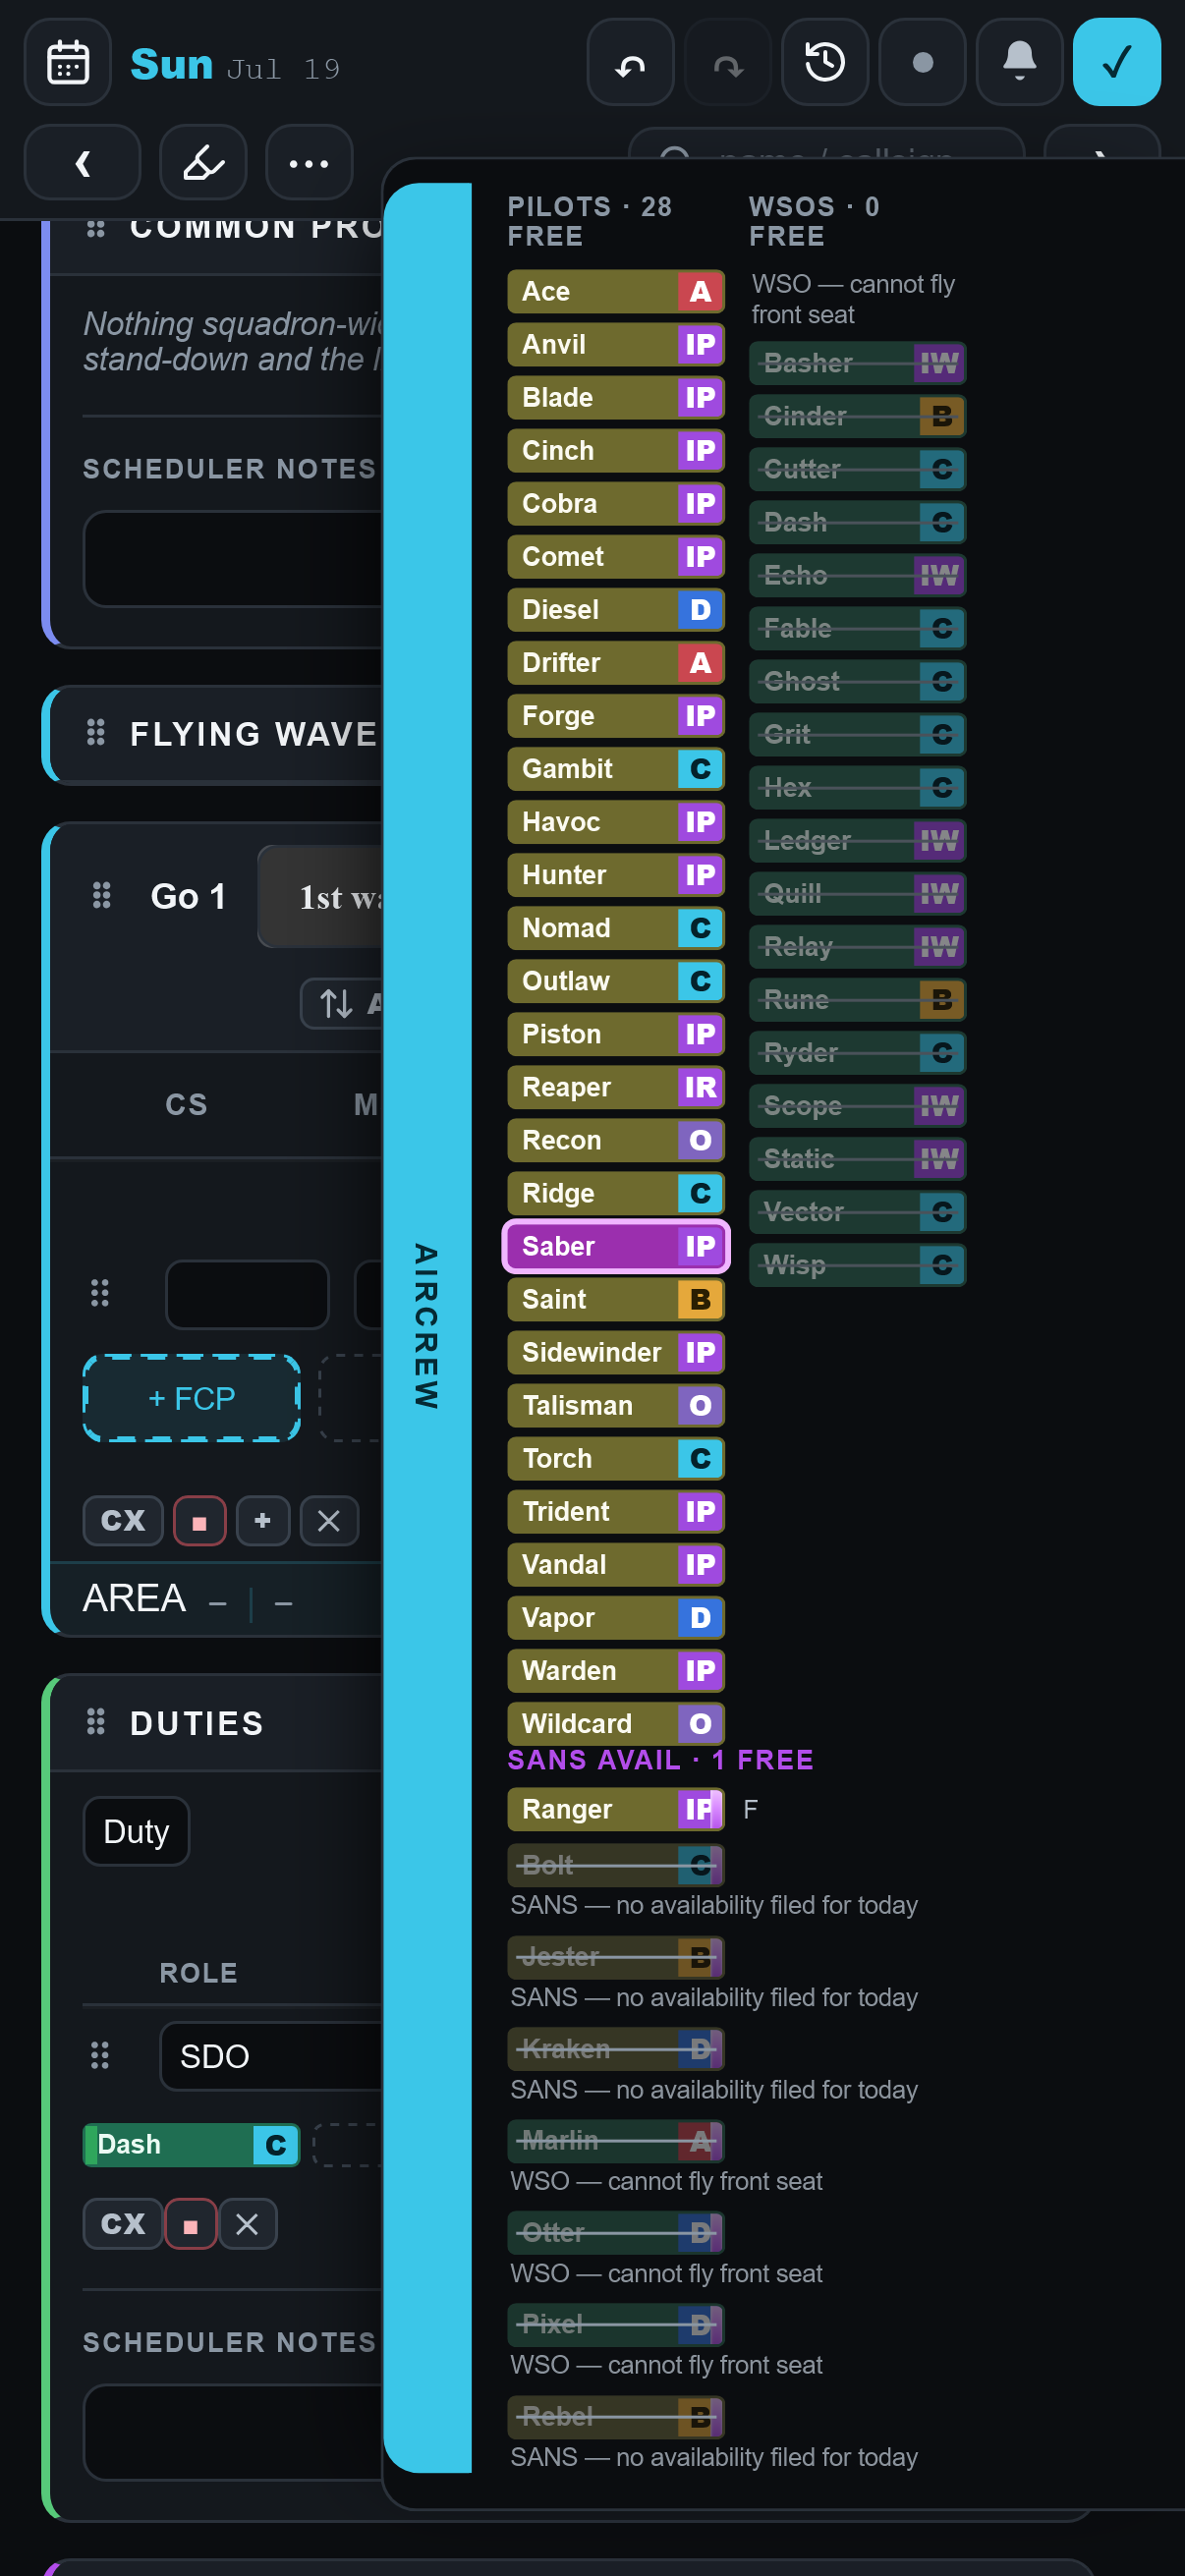 Sun Jul 19
COMMON PRO
Nothing squadron-wi
stand-down and the
SCHEDULER NOTES
FLYING WAVE
Go 1
1st wa
CS
M
+ FCP
CX
+
AREA – | –
DUTIES
Duty
ROLE
SDO
Dash C
CX
SCHEDULER NOTES
AIRCREW
PILOTS · 28
FREE
Ace A
Anvil IP
Blade IP
Cinch IP
Cobra IP
Comet IP
Diesel D
Drifter A
Forge IP
Gambit C
Havoc IP
Hunter IP
Nomad C
Outlaw C
Piston IP
Reaper IR
Recon O
Ridge C
Saber IP
Saint B
Sidewinder IP
Talisman O
Torch C
Trident IP
Vandal IP
Vapor D
Warden IP
Wildcard O
WSOS · 0
FREE
WSO — cannot fly
front seat
Basher IW
Cinder B
Cutter C
Dash C
Echo IW
Fable C
Ghost C
Grit C
Hex C
Ledger IW
Quill IW
Relay IW
Rune B
Ryder C
Scope IW
Static IW
Vector C
Wisp C
SANS AVAIL · 1 FREE
Ranger IP F
Bolt C
SANS — no availability filed for today
Jester B
SANS — no availability filed for today
Kraken D
SANS — no availability filed for today
Marlin A
WSO — cannot fly front seat
Otter D
WSO — cannot fly front seat
Pixel D
WSO — cannot fly front seat
Rebel B
SANS — no availability filed for today